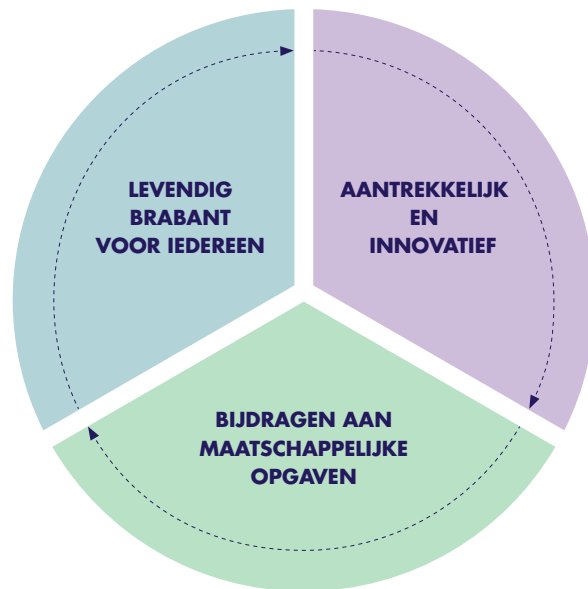 LEVENDIG
BRABANT
VOOR IEDEREEN
AANTREKKELIJK
EN
INNOVATIEF
BIJDRAGEN AAN
MAATSCHAPPELIJKE
OPGAVEN